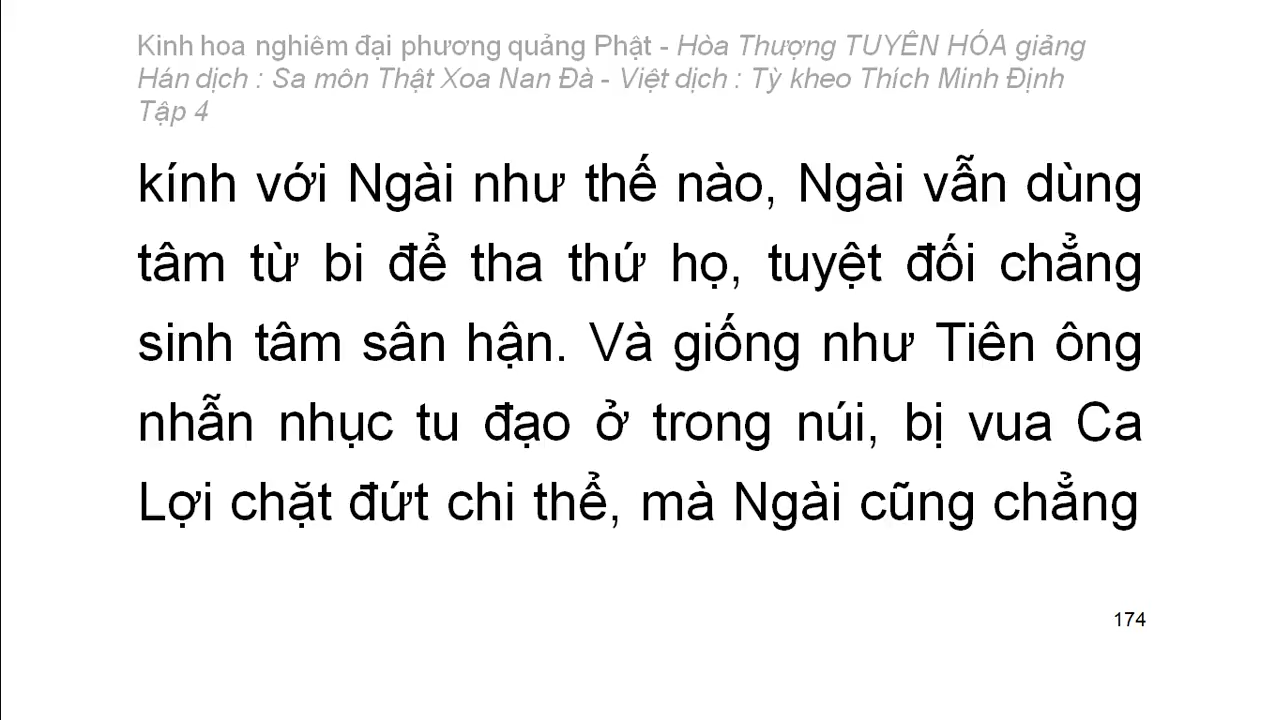 Kinh hoa nghiêm đại phương quảng Phật - Hòa Thượng TUYÊN HÓA giảng
Hán dịch : Sa môn Thật Xoa Nan Đà - Việt dịch : Tỳ kheo Thích Minh Định
Tập 4
kính với Ngài như thế nào, Ngài vẫn dùng
tâm từ bi để tha thứ họ, tuyệt đối chẳng
sinh tâm sân hận. Và giống như Tiên ông
nhẫn nhục tu đạo ở trong núi, bị vua Ca
Lợi chặt đứt chi thể, mà Ngài cũng chẳng
174